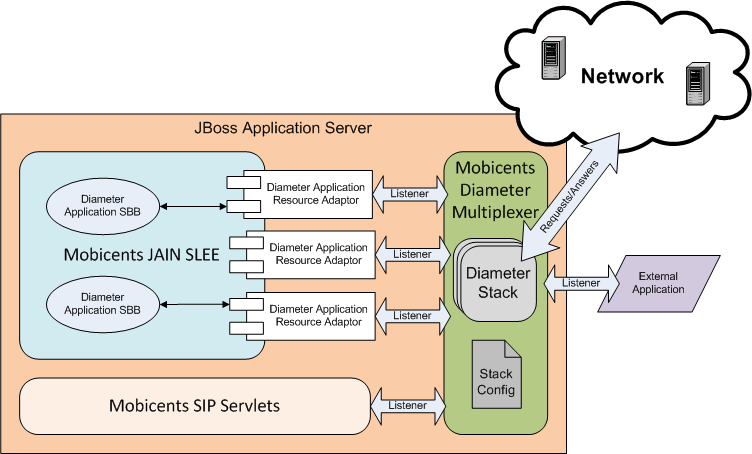 Network
JBoss Application Server
Diameter
Application SBB
Mobicents JAIN SLEE
Diameter
Application SBB
Diameter Application
Resource Adaptor
Diameter Application
Resource Adaptor
Diameter Application
Resource Adaptor
Listener
Listener
Listener
Mobicents
Diameter
Multiplexer
Requests/Answers
Diameter
Stack
Listener
External
Application
Stack
Config
Mobicents SIP Servlets
Listener